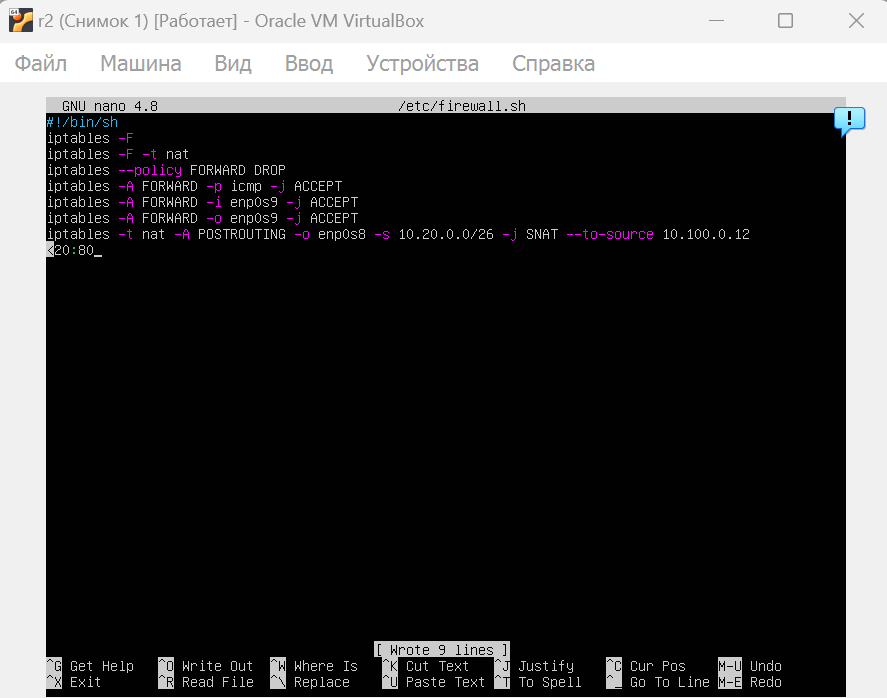 r2 (Снимок 1) [Работает] - Oracle VM VirtualBox
Файл Машина Вид Ввод Устройства Справка
GNU nano 4.8 /etc/firewall.sh
#!/bin/sh
iptables -F
iptables -F -t nat
iptables --policy FORWARD DROP
iptables -A FORWARD -p icmp -j ACCEPT
iptables -A FORWARD -i enp0s9 -j ACCEPT
iptables -A FORWARD -o enp0s9 -j ACCEPT
iptables -t nat -A POSTROUTING -o enp0s8 -s 10.20.0.0/26 -j SNAT --to-source 10.100.0.12
<20:80_
[ Wrote 9 lines ]
^G Get Help ^O Write Out ^W Where Is ^K Cut Text ^J Justify ^C Cur Pos M-U Undo
^X Exit ^R Read File ^\ Replace ^U Paste Text ^T To Spell ^_ Go To Line M-E Redo